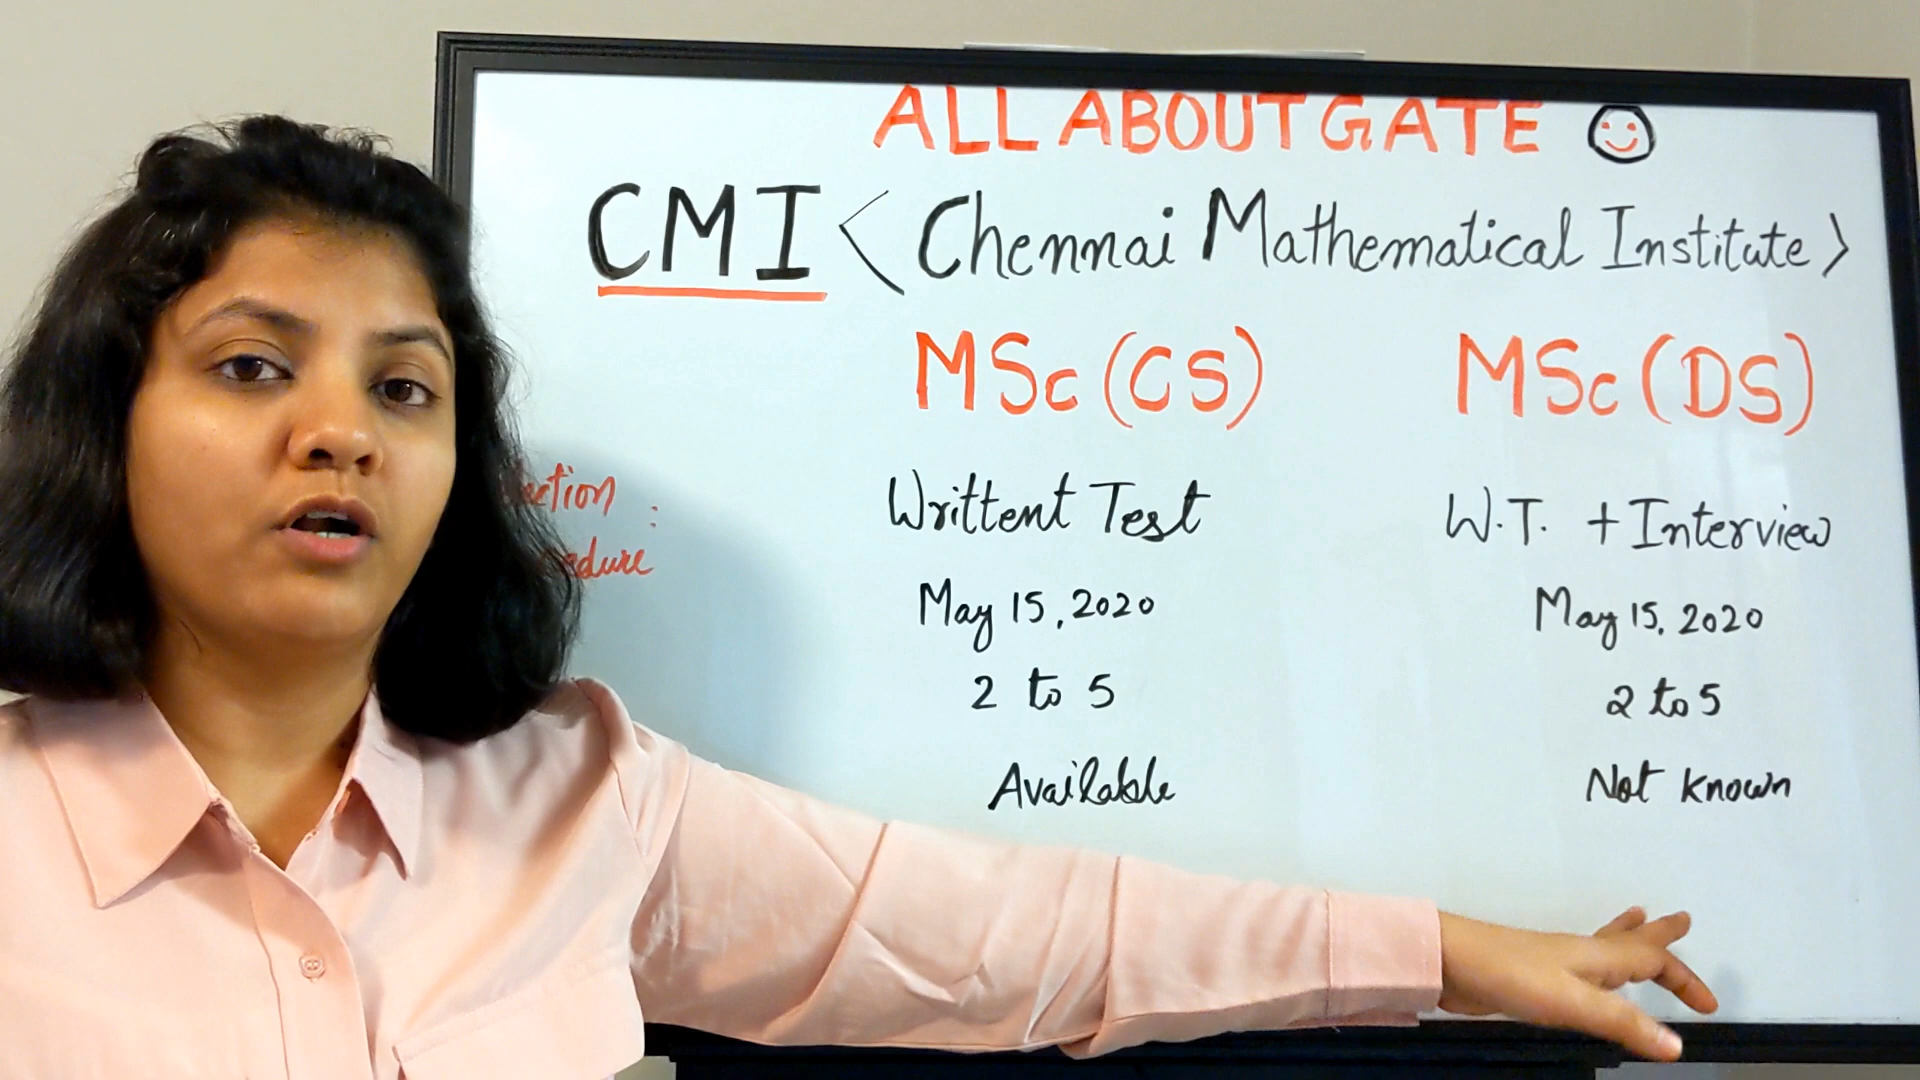 ALL ABOUT GATE
CMI < Chennai Mathematical Institute >
MSc (CS) MSc (DS)
: Writtent Test W.T. + Interview
May 15, 2020 May 15, 2020
2 to 5 2 to 5
Available Not known